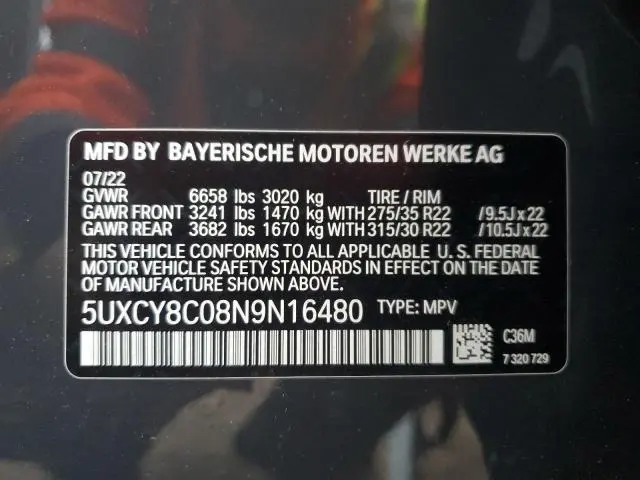 MFD BY BAYERISCHE MOTOREN WERKE AG
07/22
GVWR 6658 lbs 3020 kg TIRE / RIM
GAWR FRONT 3241 lbs 1470 kg WITH 275/35 R22 /9.5J x 22
GAWR REAR 3682 lbs 1670 kg WITH 315/30 R22 /10.5J x 22
THIS VEHICLE CONFORMS TO ALL APPLICABLE U. S. FEDERAL
MOTOR VEHICLE SAFETY STANDARDS IN EFFECT ON THE
DATE OF MANUFACTURE SHOWN ABOVE.
5UXCY8C08N9N16480 TYPE: MPV
C36M
7 320 729